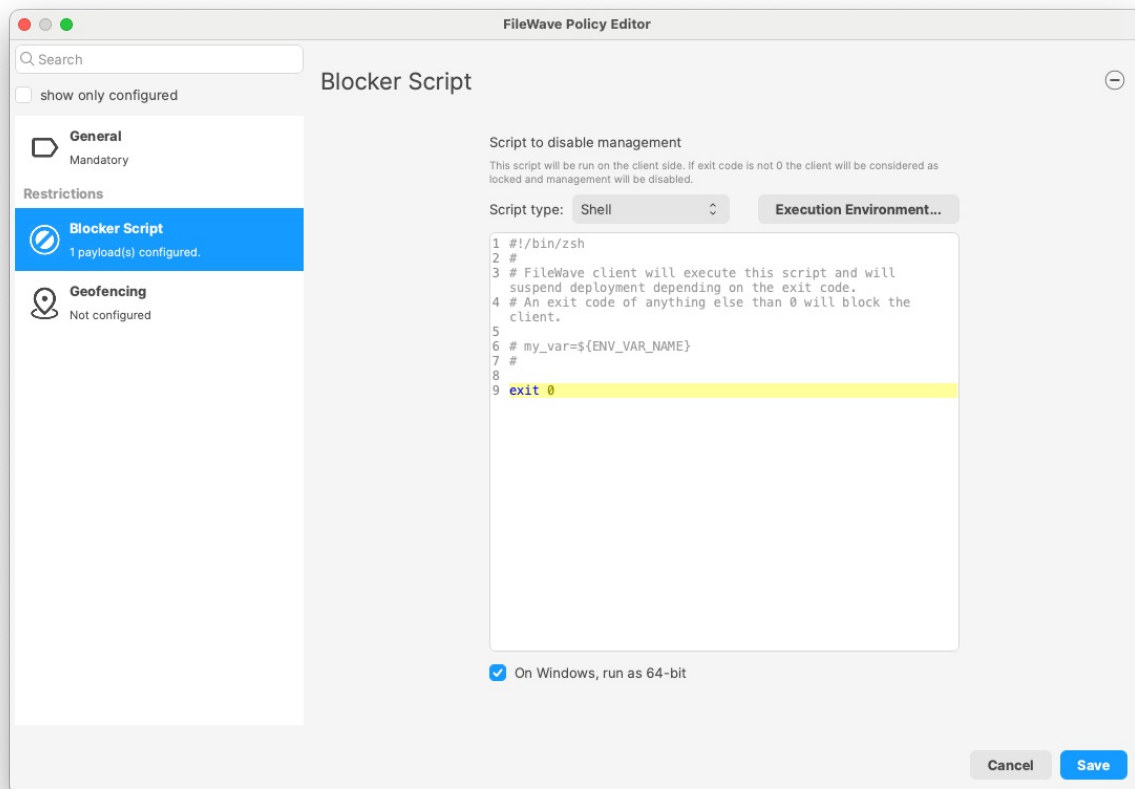 FileWave Policy Editor
Search
show only configured
General
Mandatory
Restrictions
Blocker Script
1 payload(s) configured.
Geofencing
Not configured
Blocker Script
Script to disable management
This script will be run on the client side. If exit code is not 0 the client will be considered as
locked and management will be disabled.
Script type: Shell Execution Environment...
1 #!/bin/zsh
2 #
3 # FileWave client will execute this script and will
suspend deployment depending on the exit code.
4 # An exit code of anything else than 0 will block the
client.
5
6 # my_var=${ENV_VAR_NAME}
7 #
8
9 exit 0
On Windows, run as 64-bit
Cancel Save